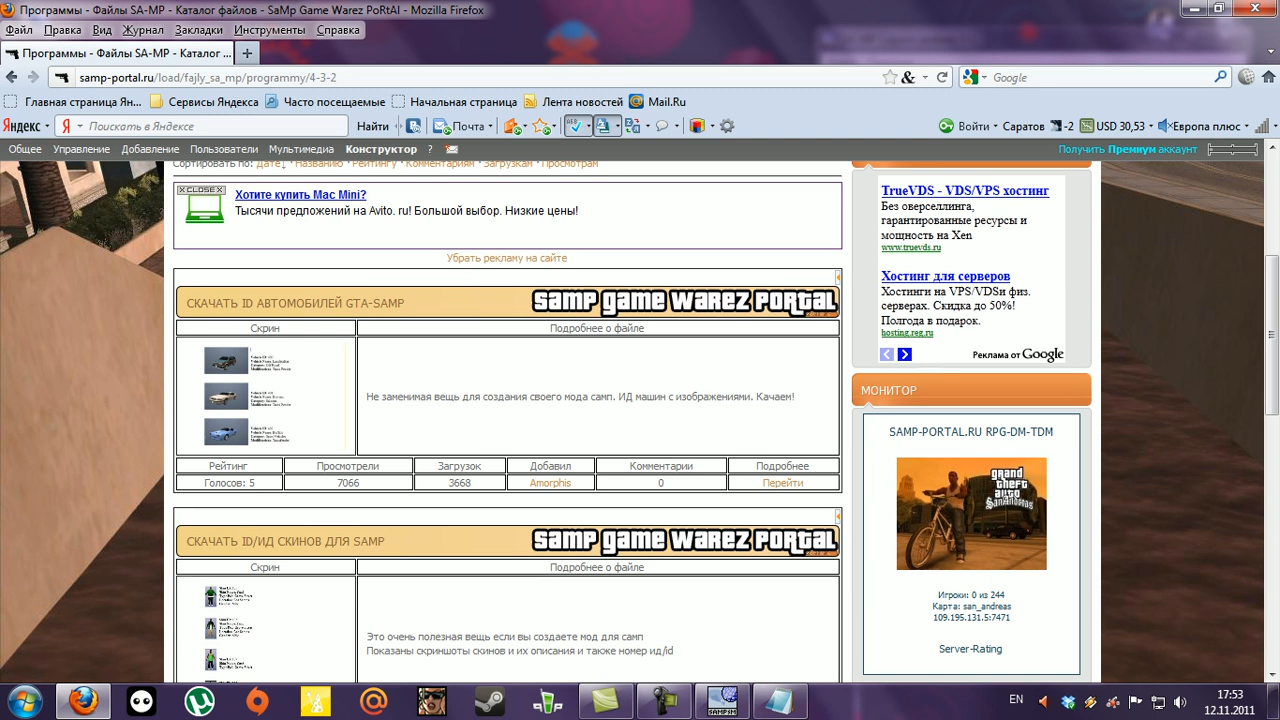 Программы - Файлы SA-MP - Каталог файлов - SaMp Game Warez PoRtAl - Mozilla Firefox
Файл Правка Вид Журнал Закладки Инструменты Справка
Программы - Файлы SA-MP - Каталог ...
samp-portal.ru/load/fajly_sa_mp/programmy/4-3-2
Google
Главная страница Ян... Сервисы Яндекса Часто посещаемые Начальная страница Лента новостей Mail.Ru
Яндекс Я Поискать в Яндексе Найти Почта Войти Саратов -2 USD 30,53 Европа плюс
Общее Управление Добавление Пользователи Мультимедиа Конструктор ? Получить Премиум аккаунт
Сортировать по: Дате · Названию · Рейтингу · Комментариям · Загрузкам · Просмотрам
X CLOSE X
Хотите купить Mac Mini?
Тысячи предложений на Avito. ru! Большой выбор. Низкие цены!
Убрать рекламу на сайте
СКАЧАТЬ ID АВТОМОБИЛЕЙ GTA-SAMP
SAMP GAME WAREZ PORTAL
Скрин Подробнее о файле
Не заменимая вещь для создания своего мода самп. ИД машин с изображениями. Качаем!
Рейтинг Просмотрели Загрузок Добавил Комментарии Подробнее
Голосов: 5 7066 3668 Amorphis 0 Перейти
СКАЧАТЬ ID/ИД СКИНОВ ДЛЯ SAMP
SAMP GAME WAREZ PORTAL
Скрин Подробнее о файле
Это очень полезная вещь если вы создаете мод для самп
Показаны скриншоты скинов и их описания и также номер ид/id
TrueVDS - VDS/VPS хостинг
Без оверселлинга,
гарантированные ресурсы и
мощность на Xen
www.truevds.ru
Хостинг для серверов
Хостинги на VPS/VDSи физ.
серверах. Скидка до 50%!
Полгода в подарок.
hosting.reg.ru
Реклама от Google
МОНИТОР
SAMP-PORTAL.RU RPG-DM-TDM
grand
theft
auto
SanAndreas
Игроки: 0 из 244
Карта: san_andreas
109.195.131.5:7471
Server-Rating
SAMPSM
EN
17:53
12.11.2011